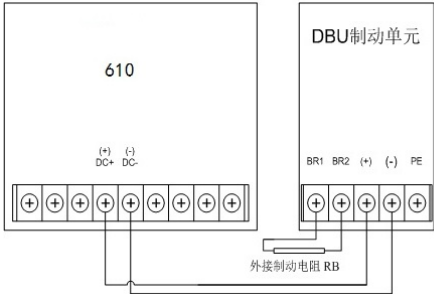 610
DBU制动单元
(+) (-)
DC+ DC-
BR1 BR2 (+) (-) PE
外接制动电阻 RB